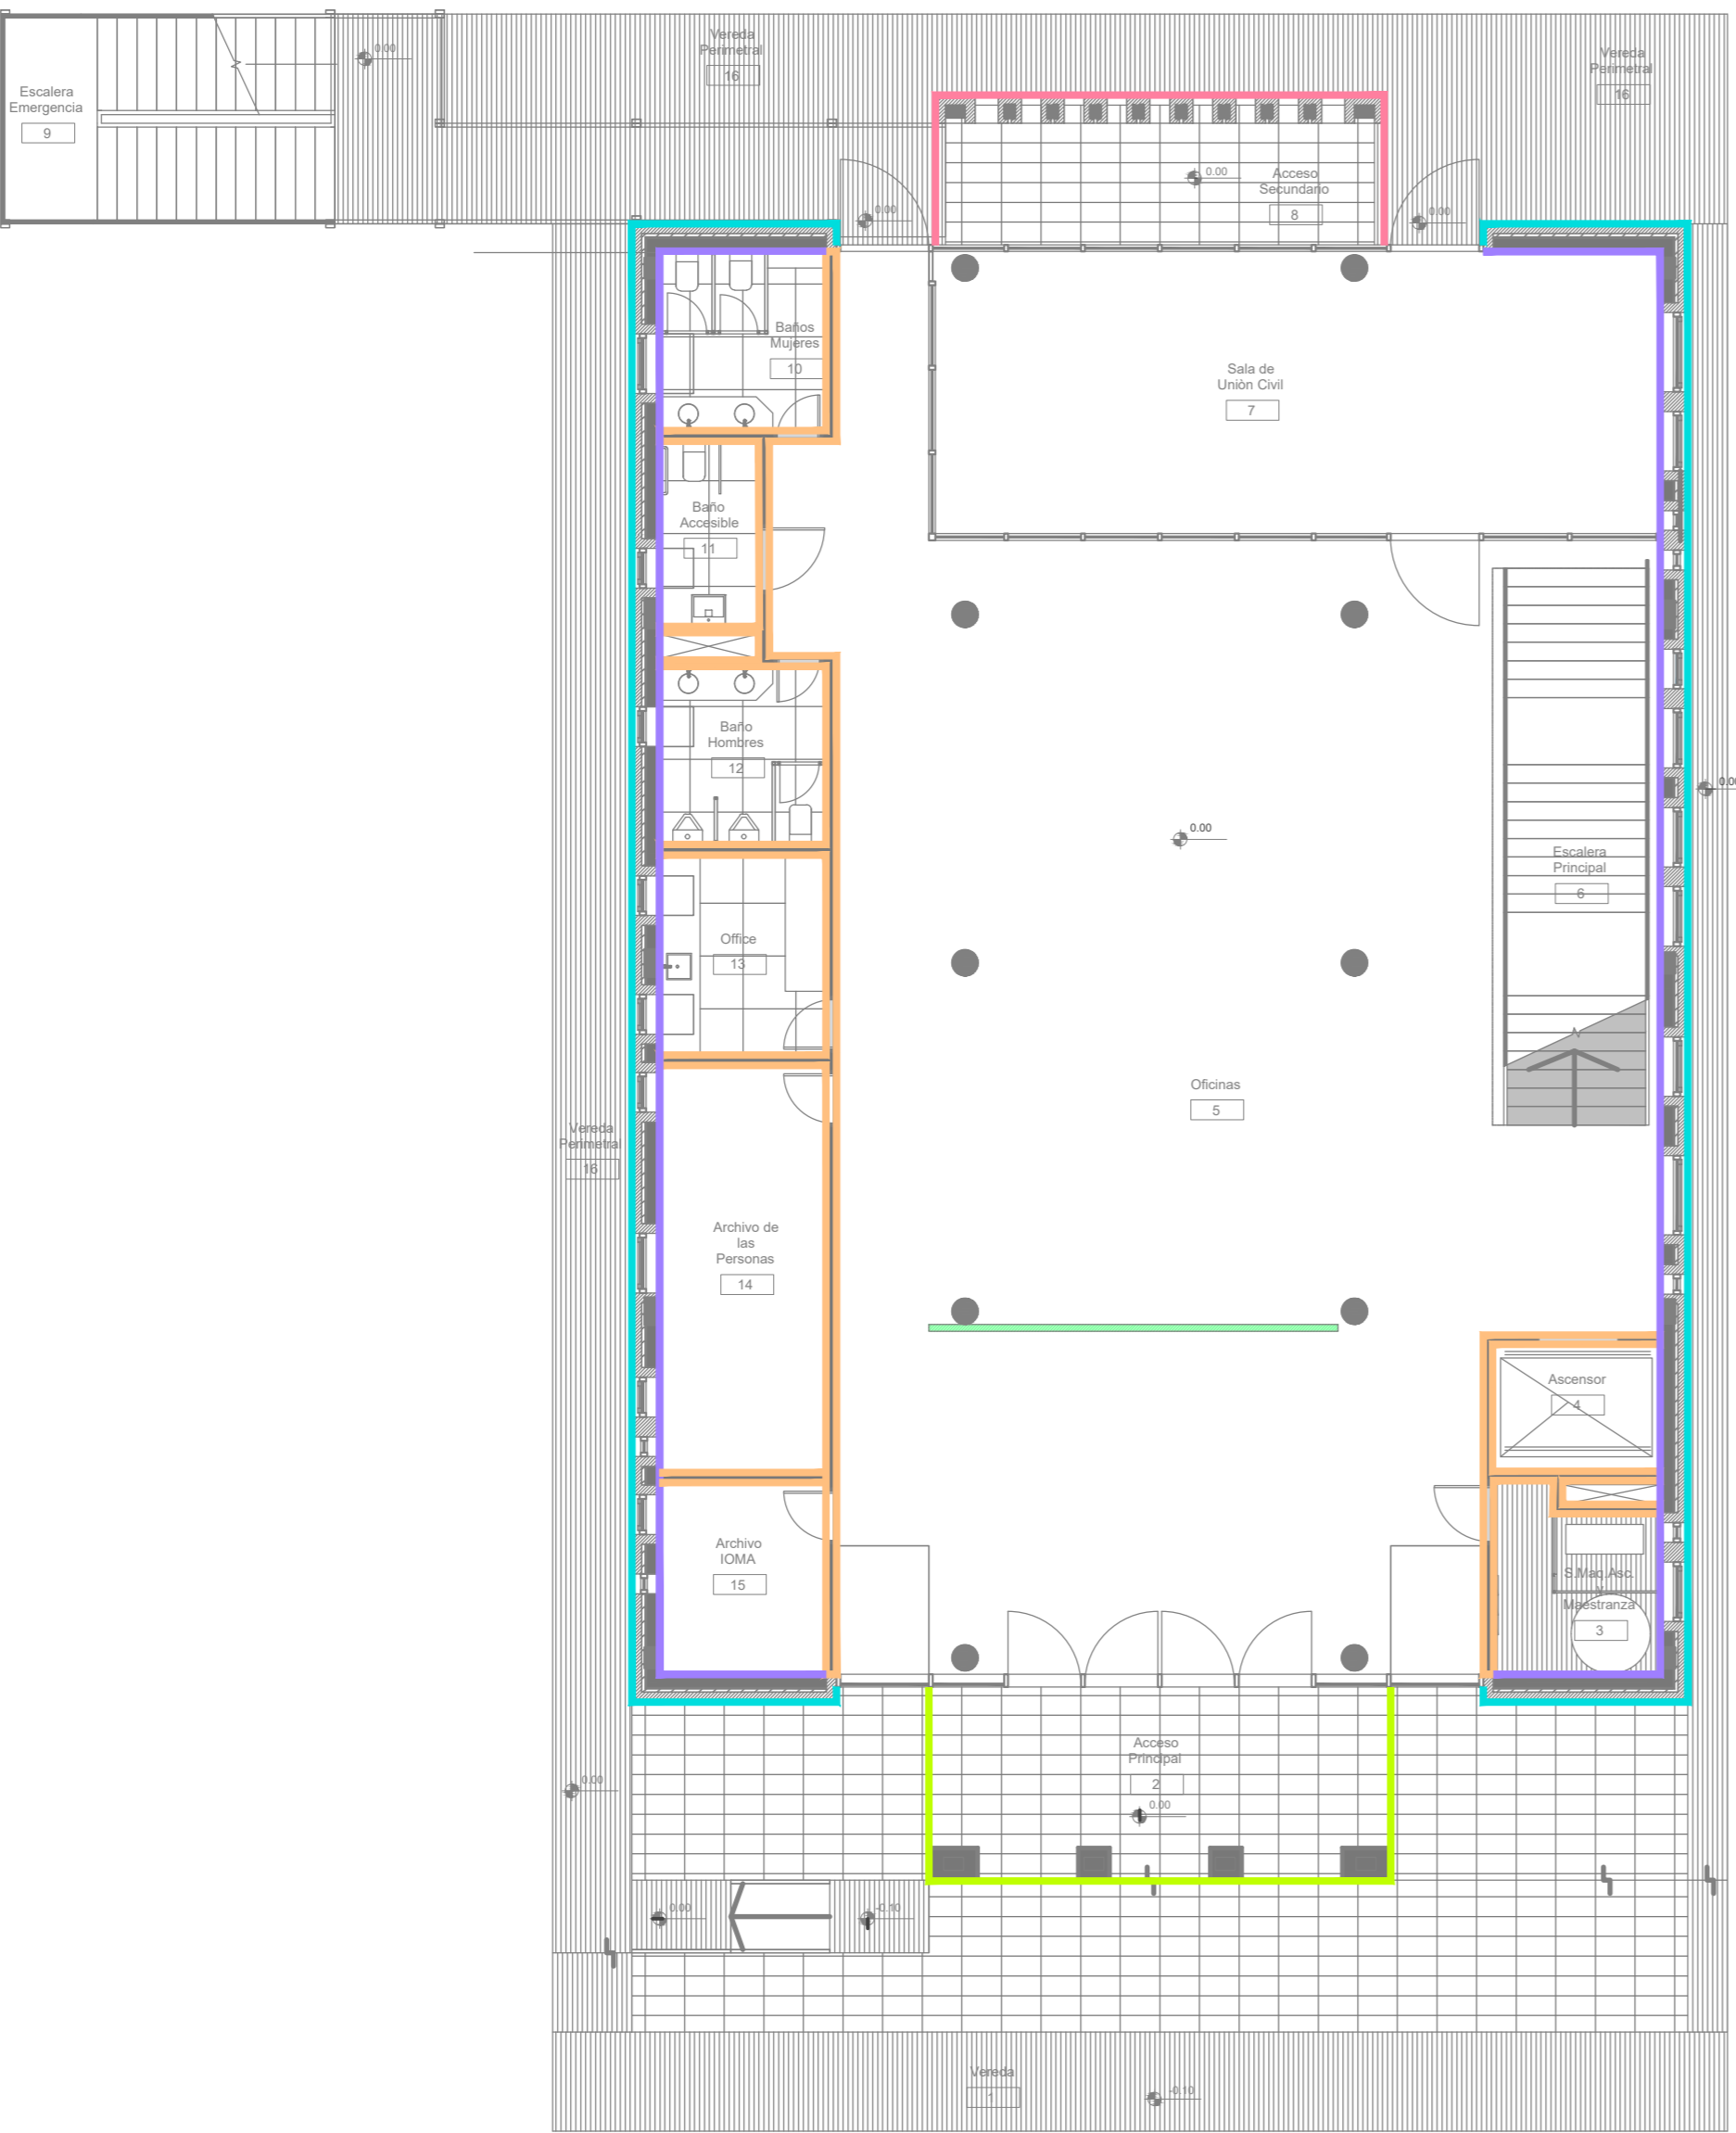 Vereda
Perimetral
16
Vereda
Perimetral
16
0.00
Escalera
Emergencia
9
0.00
Acceso
Secundario
8
0.00
0.00
Baños
Mujeres
10
Sala de
Uniòn Civil
7
Baño
Accesible
11
Baño
Hombres
12
0.00
0.00
Escalera
Principal
6
Office
13
Oficinas
5
Vereda
Perimetral
16
Archivo de
las
Personas
14
Ascensor
4
Archivo
IOMA
15
S.Maq.Asc.
y
Maestranza
3
Acceso
Principal
2
0.00
0.00
0.00
-0.10
Vereda
1
-0.10